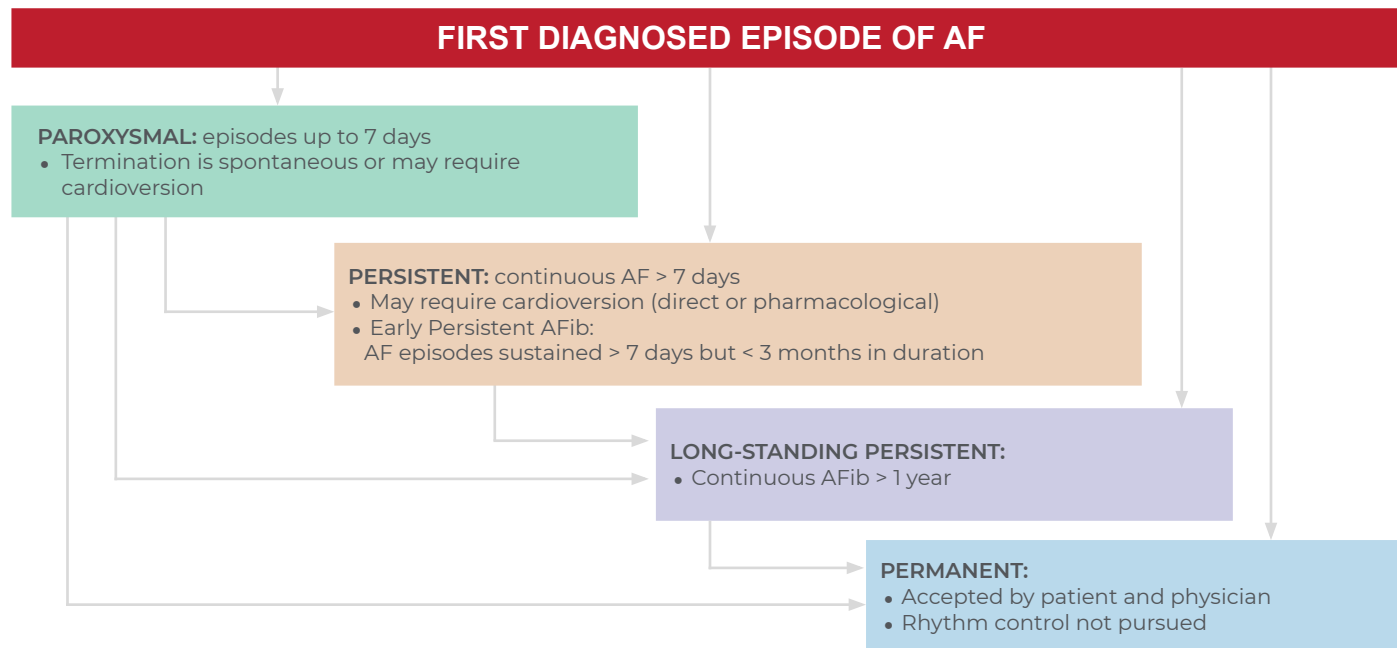 FIRST DIAGNOSED EPISODE OF AF
PAROXYSMAL: episodes up to 7 days
• Termination is spontaneous or may require
cardioversion
PERSISTENT: continuous AF > 7 days
• May require cardioversion (direct or pharmacological)
• Early Persistent AFib:
AF episodes sustained > 7 days but < 3 months in duration
LONG-STANDING PERSISTENT:
• Continuous AFib > 1 year
PERMANENT:
• Accepted by patient and physician
• Rhythm control not pursued